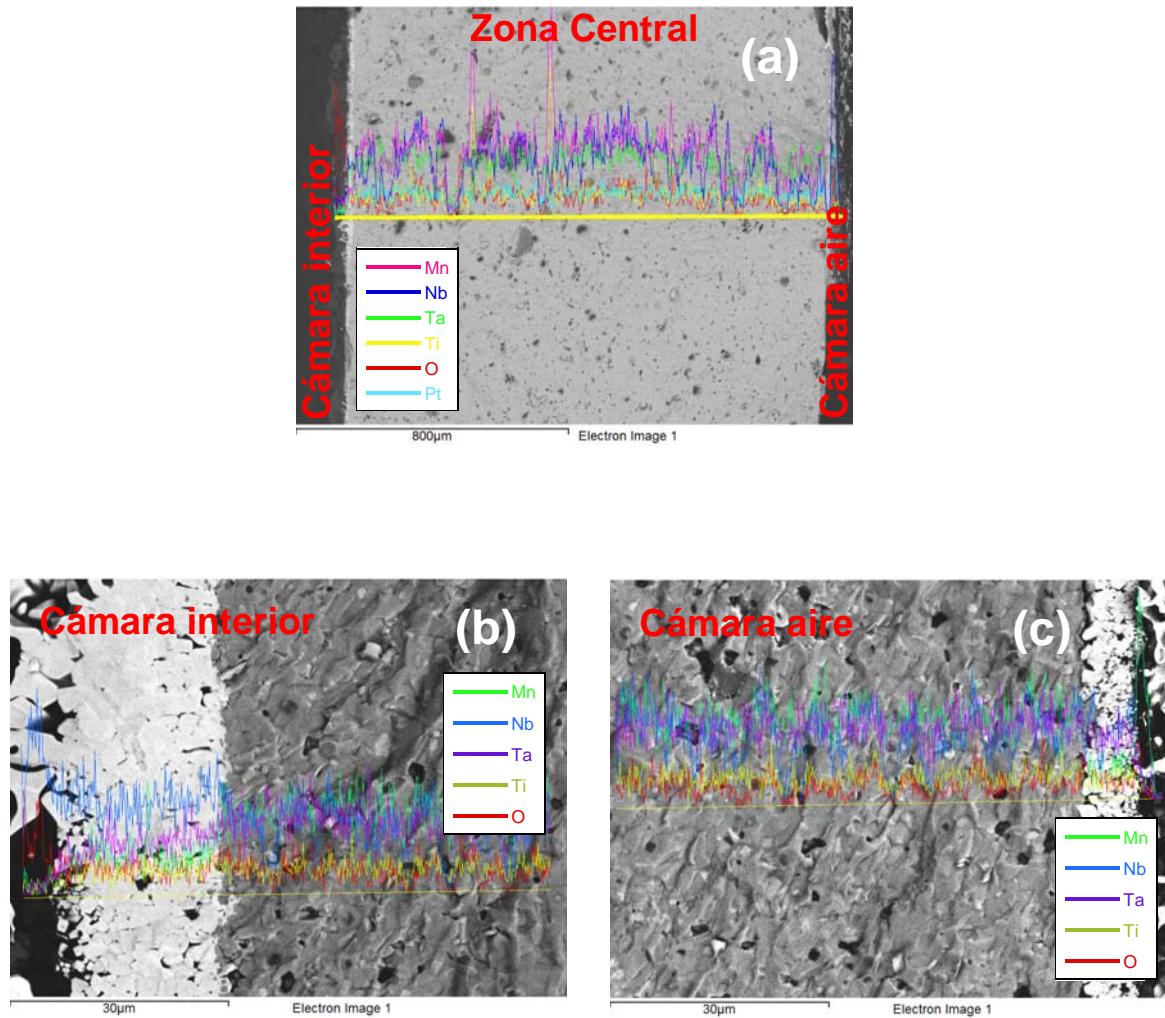 Zona Central
(a)
Cámara interior
Cámara aire
Mn
Nb
Ta
Ti
O
Pt
800µm
Electron Image 1
Cámara interior
(b)
Mn
Nb
Ta
Ti
O
30µm
Electron Image 1
Cámara aire
(c)
Mn
Nb
Ta
Ti
O
30µm
Electron Image 1